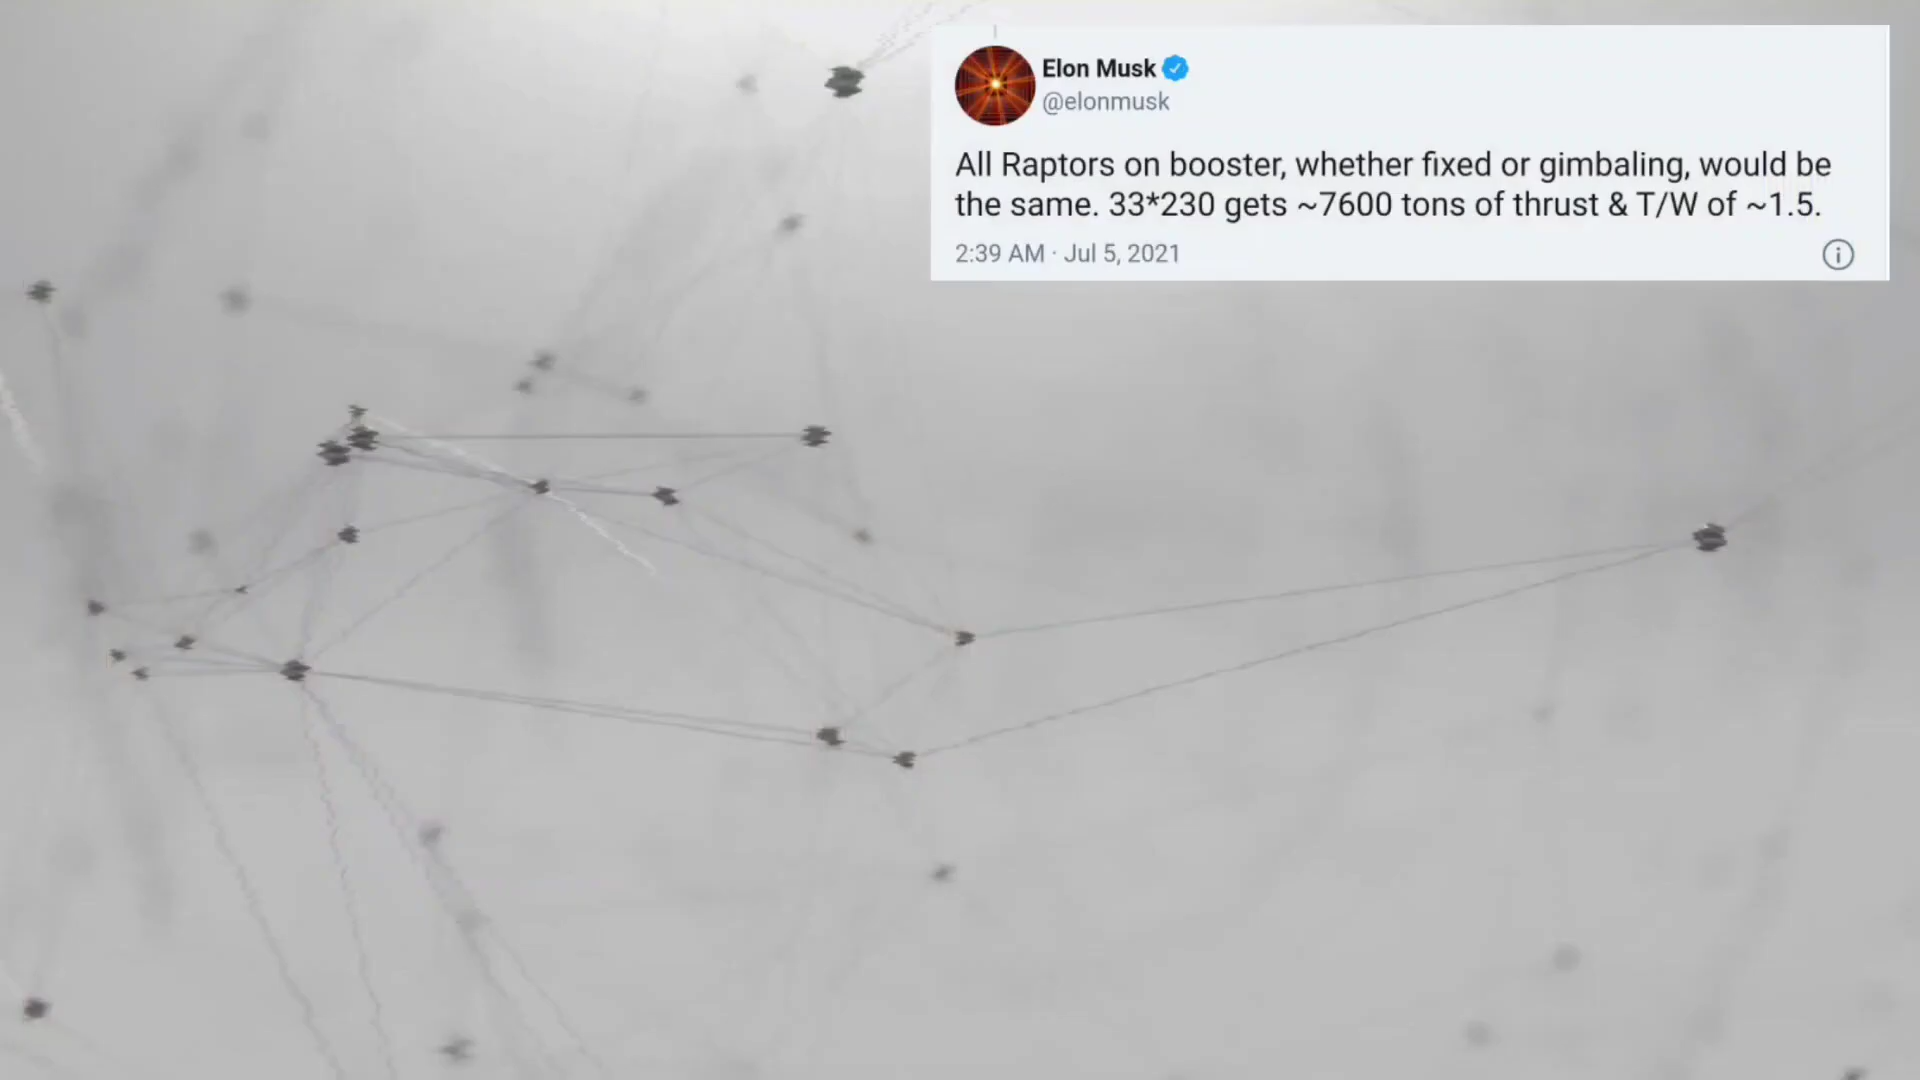 Elon Musk
@elonmusk
All Raptors on booster, whether fixed or gimbaling, would be
the same. 33*230 gets ~7600 tons of thrust & T/W of ~1.5.
2:39 AM · Jul 5, 2021